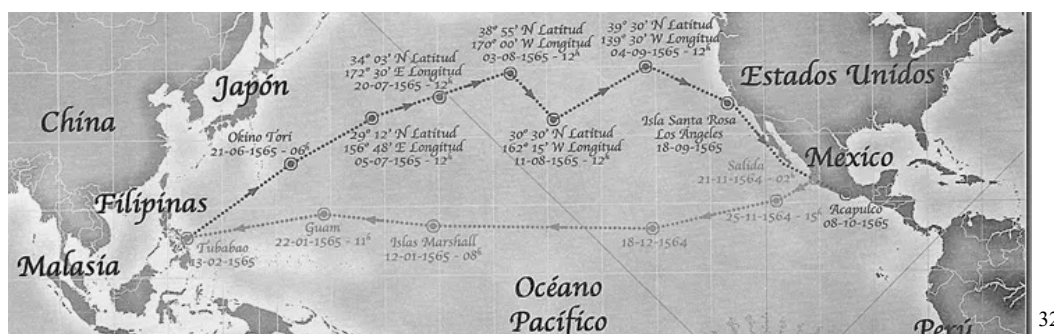 38° 55' N Latitud
170° 00' W Longitud
03-08-1565 - 12h
39° 30' N Latitud
139° 30' W Longitud
04-09-1565 - 12h
34° 03' N Latitud
172° 30' E Longitud
20-07-1565 - 12h
Japón
Estados Unidos
China
Okino Tori
21-06-1565 - 06h
29° 12' N Latitud
156° 48' E Longitud
05-07-1565 - 12h
30° 30' N Latitud
162° 15' W Longitud
11-08-1565 - 12h
Isla Santa Rosa
Los Ángeles
18-09-1565
México
Salida
21-11-1564 - 02h
Filipinas
Acapulco
08-10-1565
25-11-1564 - 15h
Guam
22-01-1565 - 11h
Islas Marshall
12-01-1565 - 08h
18-12-1564
Tubabao
13-02-1565
Malasía
Océano
Pacífico
Perú
32